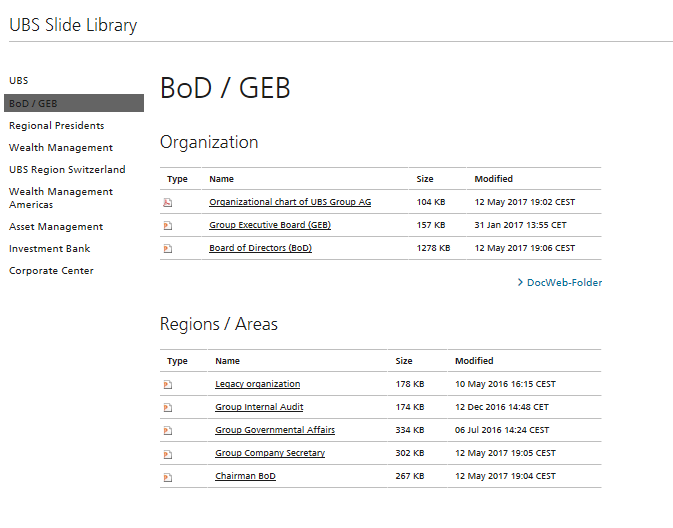 UBS Slide Library
UBS
BoD / GEB
Regional Presidents
Wealth Management
UBS Region Switzerland
Wealth Management
Americas
Asset Management
Investment Bank
Corporate Center
BoD / GEB
Organization
Type Name Size Modified
Organizational chart of UBS Group AG 104 KB 12 May 2017 19:02 CEST
Group Executive Board (GEB) 157 KB 31 Jan 2017 13:55 CET
Board of Directors (BoD) 1278 KB 12 May 2017 19:06 CEST
DocWeb-Folder
Regions / Areas
Type Name Size Modified
Legacy organization 178 KB 10 May 2016 16:15 CEST
Group Internal Audit 174 KB 12 Dec 2016 14:48 CET
Group Governmental Affairs 334 KB 06 Jul 2016 14:24 CEST
Group Company Secretary 302 KB 12 May 2017 19:05 CEST
Chairman BoD 267 KB 12 May 2017 19:04 CEST